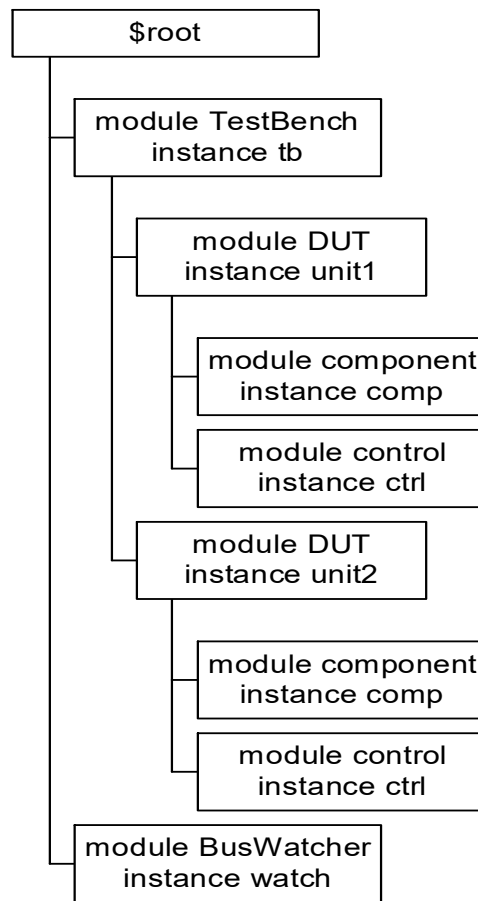 $root
module TestBench
instance tb
module DUT
instance unit1
module component
instance comp
module control
instance ctrl
module DUT
instance unit2
module component
instance comp
module control
instance ctrl
module BusWatcher
instance watch